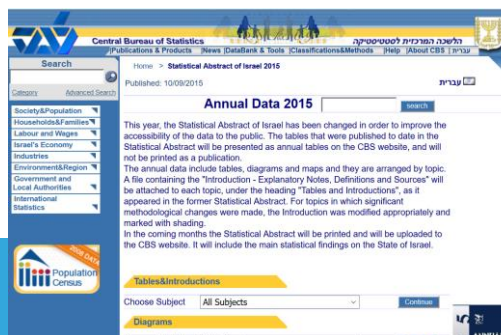 הלשכה המרכזית לסטטיסטיקה
Central Bureau of Statistics
|Publications & Products |News |DataBank & Tools |Classifications&Methods |Help |About CBS | עברית
Search
Category Advanced Search
Society&Population
Households&Families
Labour and Wages
Israel's Economy
Industries
Environment&Region
Government and
Local Authorities
International
Statistics
2008 DATA
Population
Census
Home > Statistical Abstract of Israel 2015
Published: 10/09/2015
עברית
Annual Data 2015
search
This year, the Statistical Abstract of Israel has been changed in order to improve the
accessibility of the data to the public. The tables that were published to date in the
Statistical Abstract will be presented as annual tables on the CBS website, and will
not be printed as a publication.
The annual data include tables, diagrams and maps and they are arranged by topic.
A file containing the "Introduction - Explanatory Notes, Definitions and Sources" will
be attached to each topic, under the heading "Tables and Introductions", as it
appeared in the former Statistical Abstract. For topics in which significant
methodological changes were made, the Introduction was modified appropriately and
marked with shading.
In the coming months the Statistical Abstract will be printed and will be uploaded to
the CBS website. It will include the main statistical findings on the State of Israel.
Tables&Introductions
Choose Subject All Subjects Continue
Diagrams